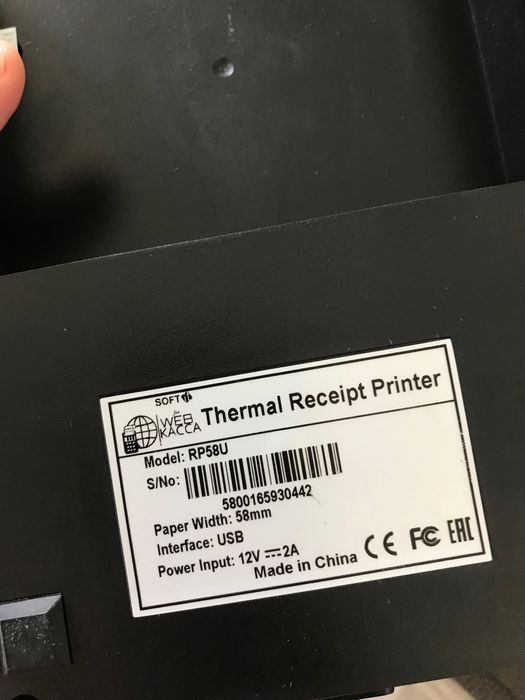 SOFT
for
WEB
KACCA
Thermal Receipt Printer
Model: RP58U
S/No:
5800165930442
Paper Width: 58mm
Interface: USB
Power Input: 12V ⎓ 2A
Made in China
CE FC EAC